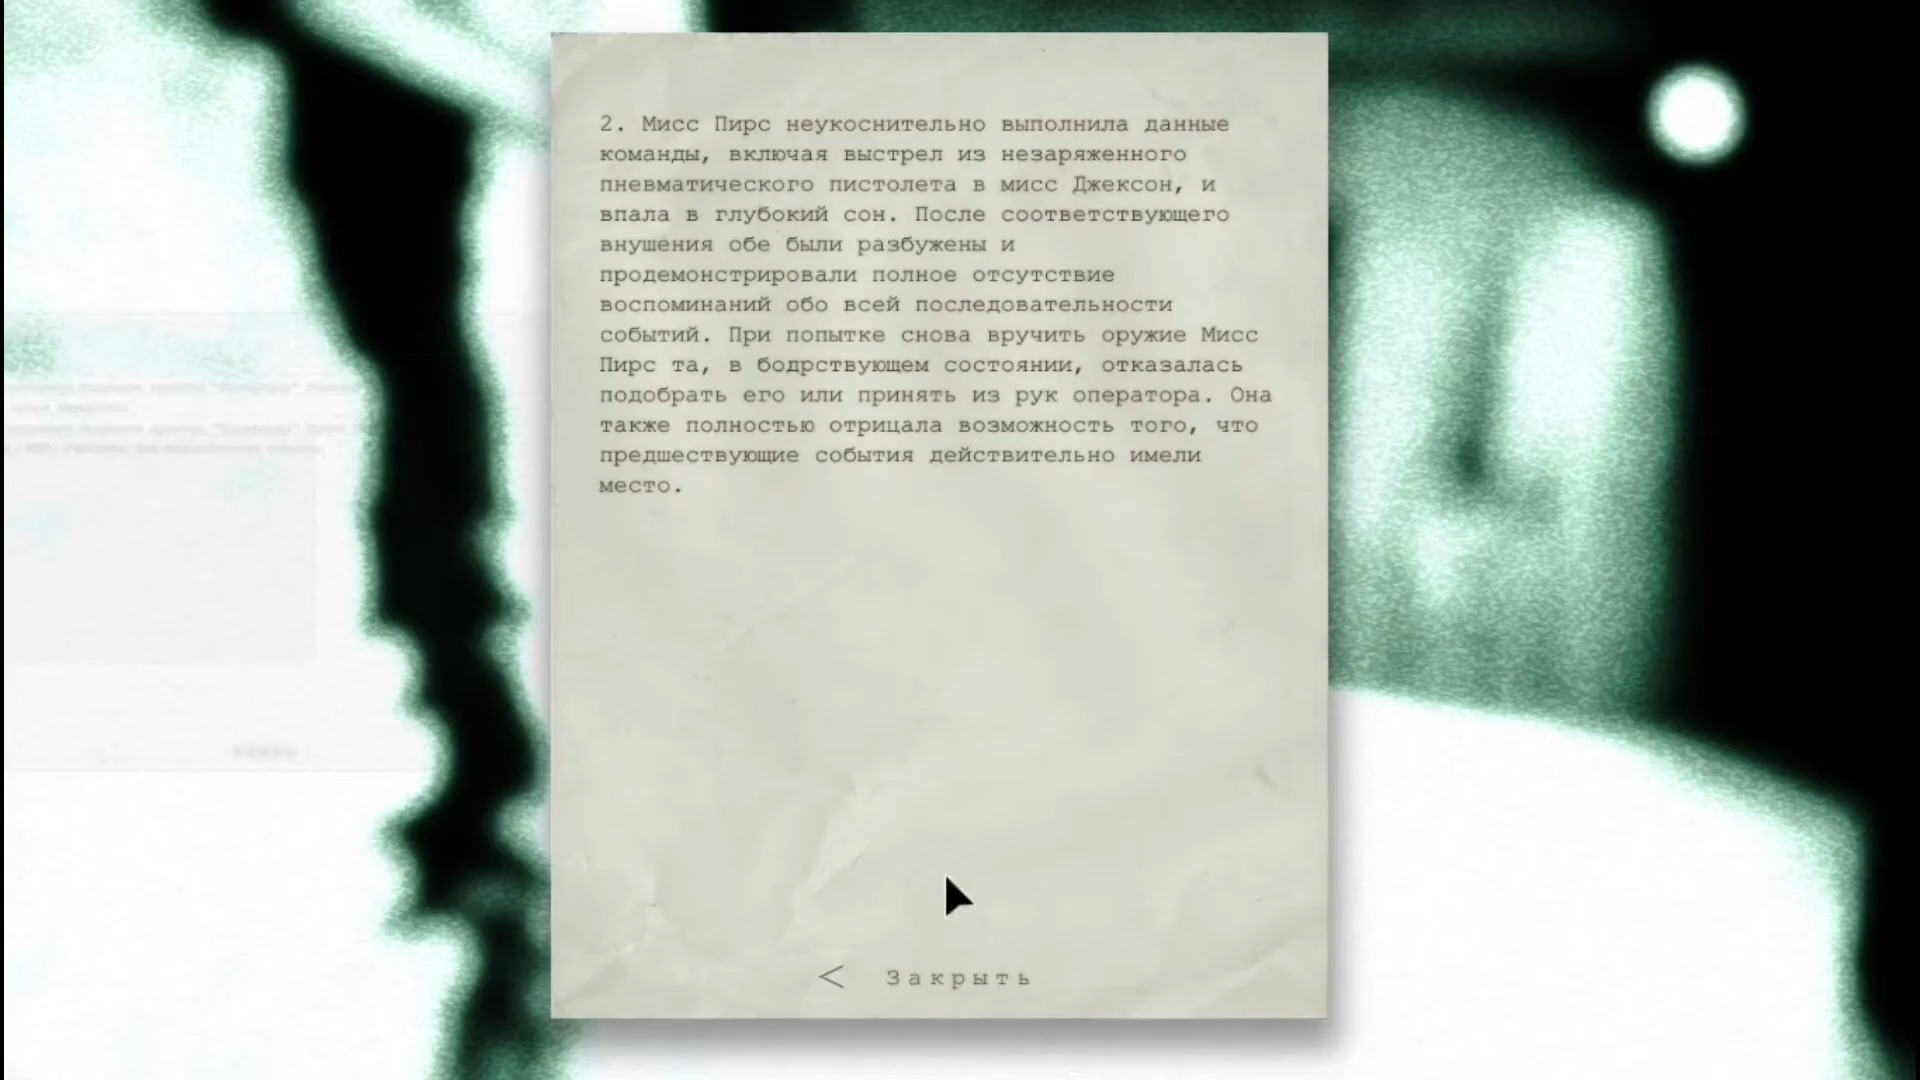 2. Мисс Пирс неукоснительно выполнила данные
команды, включая выстрел из незаряженного
пневматического пистолета в мисс Джексон, и
впала в глубокий сон. После соответствующего
внушения обе были разбужены и
продемонстрировали полное отсутствие
воспоминаний обо всей последовательности
событий. При попытке снова вручить оружие Мисс
Пирс та, в бодрствующем состоянии, отказалась
подобрать его или принять из рук оператора. Она
также полностью отрицала возможность того, что
предшествующие события действительно имели
место.
< Закрыть